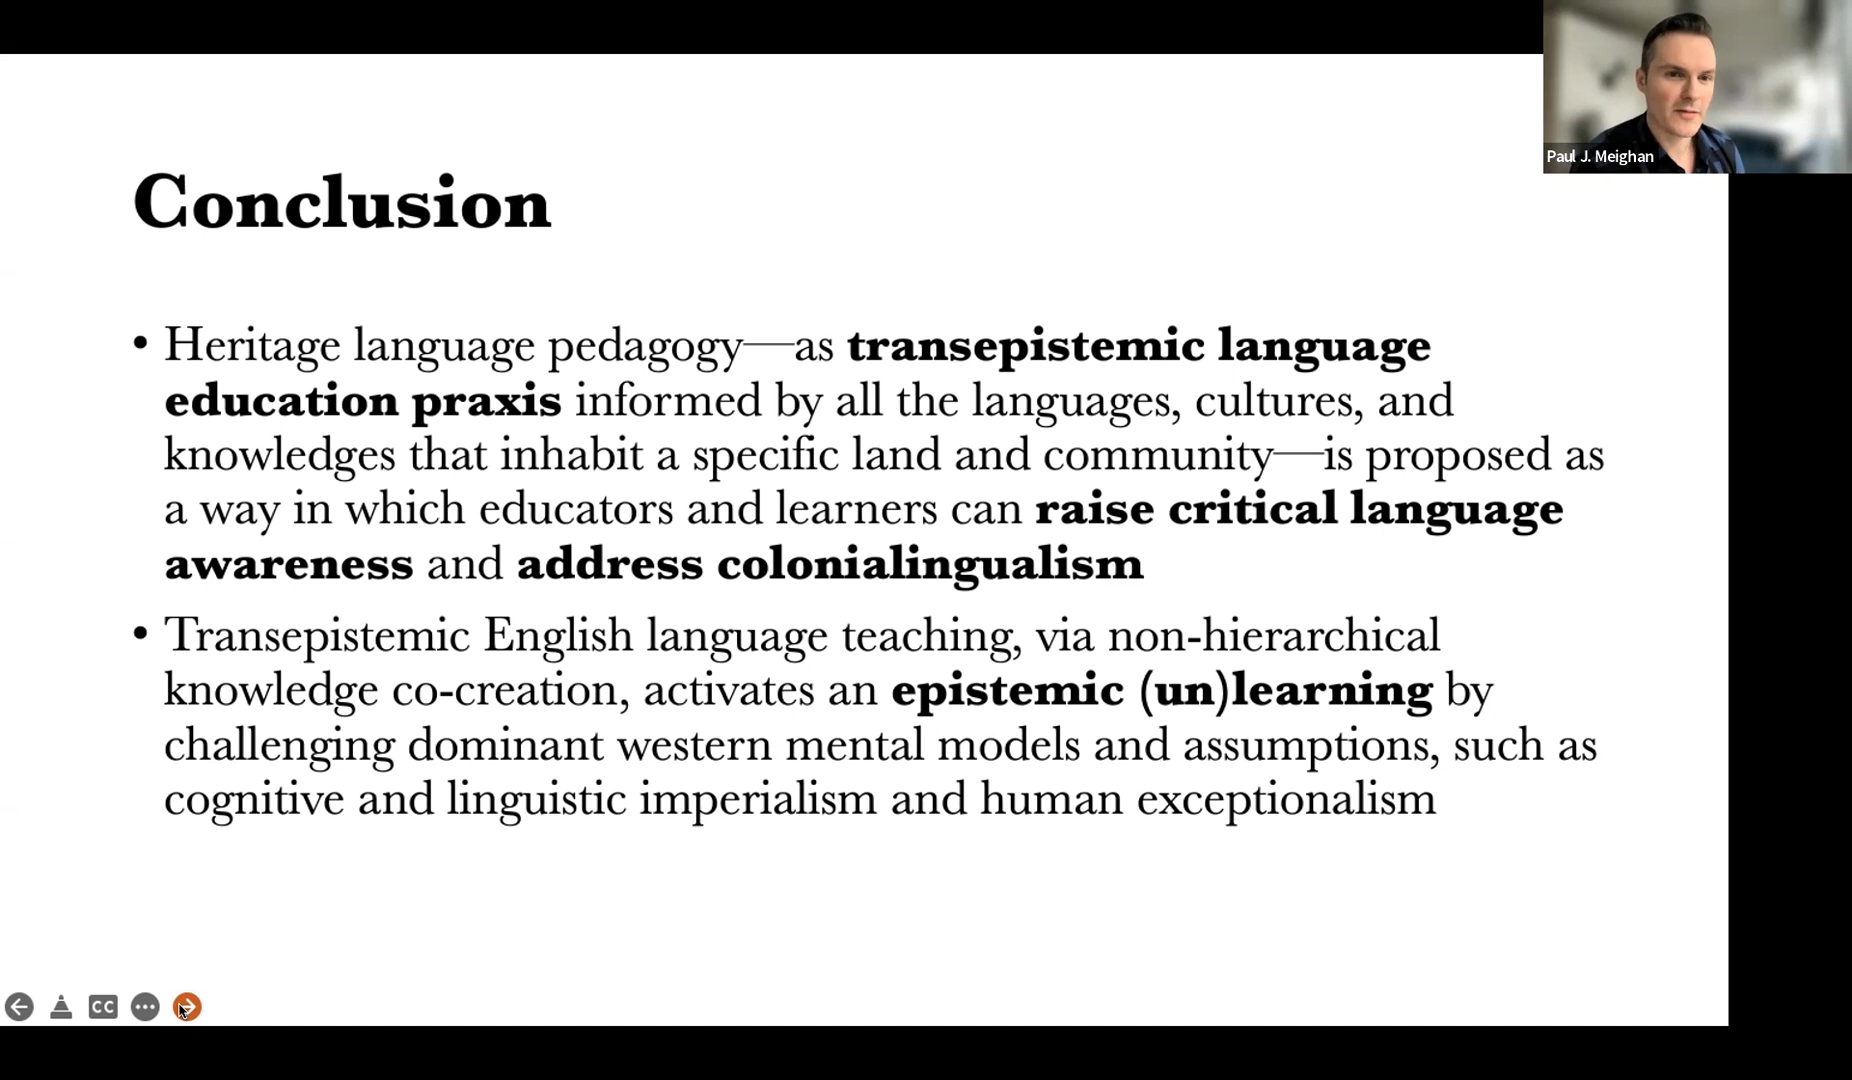 Paul J. Meighan
Conclusion
• Heritage language pedagogy—as transepistemic language
education praxis informed by all the languages, cultures, and
knowledges that inhabit a specific land and community—is proposed as
a way in which educators and learners can raise critical language
awareness and address colonialingualism
• Transepistemic English language teaching, via non-hierarchical
knowledge co-creation, activates an epistemic (un)learning by
challenging dominant western mental models and assumptions, such as
cognitive and linguistic imperialism and human exceptionalism
CC